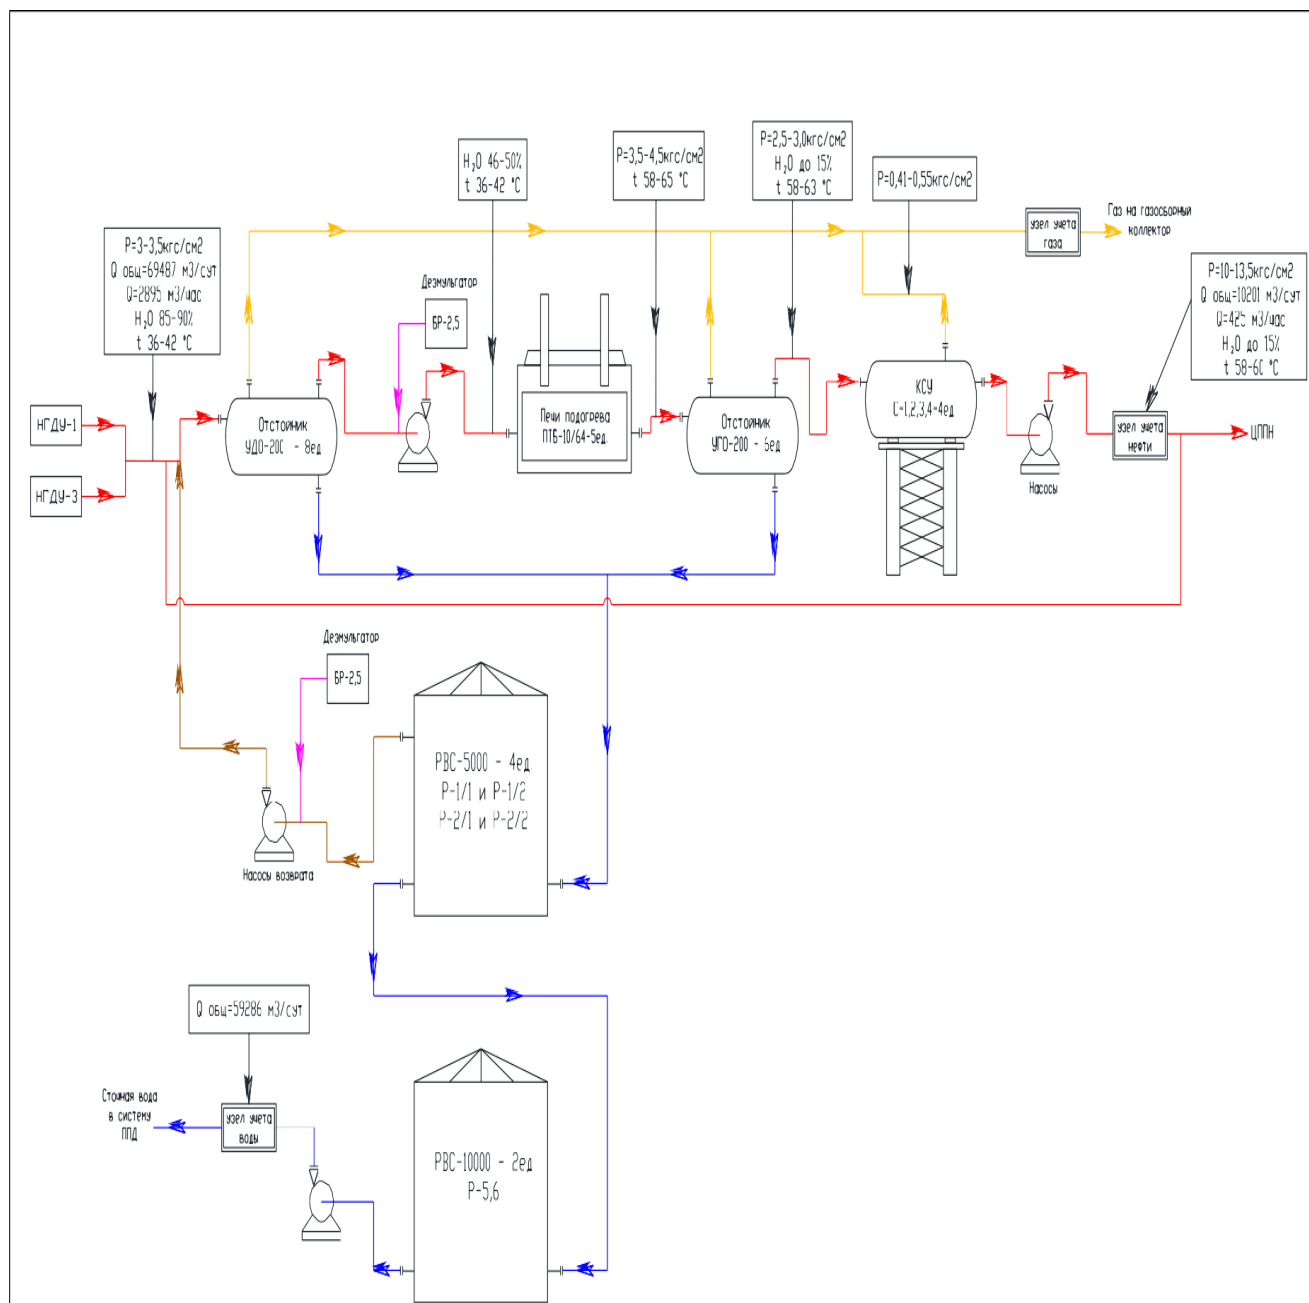 H₂O 46-50%
t 36-42 °C
P=3,5-4,5кгс/см2
t 58-65 °C
P=2,5-3,0кгс/см2
H₂O до 15%
t 58-63 °C
P=0,41-0,55кгс/см2
узел учета
газа
Газ на газосборный
коллектор
P=3-3,5кгс/см2
Q общ=69487 м3/сут
Q=2895 м3/час
H₂O 85-90%
t 36-42 °C
Деэмульгатор
БР-2,5
P=10-13,5кгс/см2
Q общ=10201 м3/сут
Q=425 м3/час
H₂O до 15%
t 58-60 °C
НГДУ-1
НГДУ-3
Отстойник
УДО-200 - 8ед
Печи подогрева
ПТБ-10/64-5ед.
Отстойник
УГО-200 - 6ед
КСУ
С-1,2,3,4-4ед
Насосы
узел учета
нефти
ЦППН
Деэмульгатор
БР-2,5
Насосы возврата
РВС-5000 - 4ед
Р-1/1 и Р-1/2
Р-2/1 и Р-2/2
Q общ=59286 м3/сут
Сточная вода
в систему
ППД
узел учета
воды
РВС-10000 - 2ед
Р-5,6